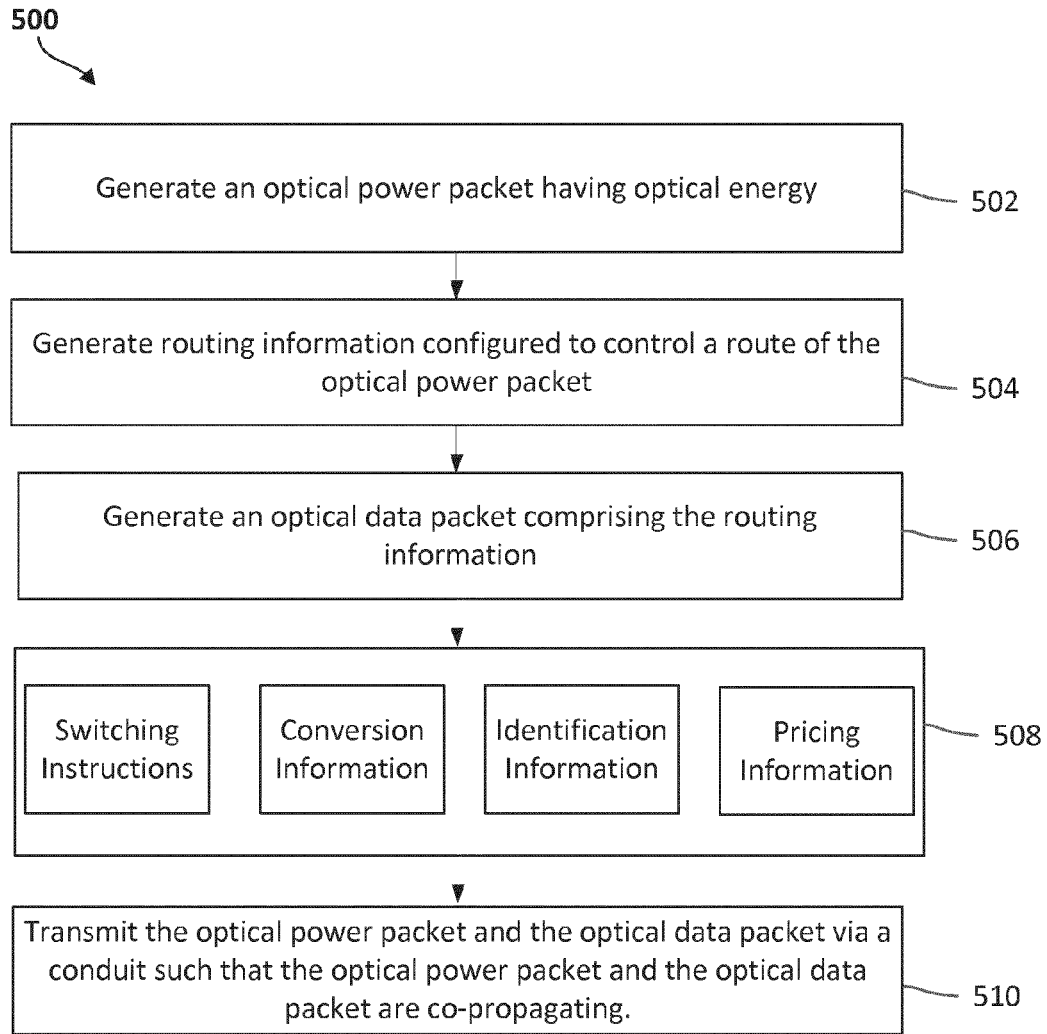 500
Generate an optical power packet having optical energy
502
Generate routing information configured to control a route of the
optical power packet
504
Generate an optical data packet comprising the routing
information
506
Switching
Instructions
Conversion
Information
Identification
Information
Pricing
Information
508
Transmit the optical power packet and the optical data packet via a
conduit such that the optical power packet and the optical data
packet are co-propagating.
510